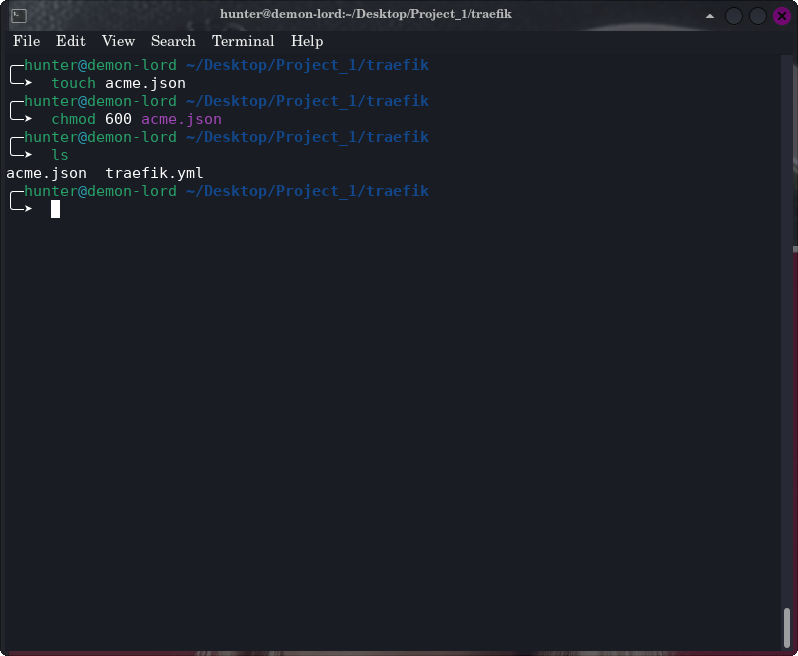 hunter@demon-lord:~/Desktop/Project_1/traefik
File Edit View Search Terminal Help
hunter@demon-lord ~/Desktop/Project_1/traefik
touch acme.json
hunter@demon-lord ~/Desktop/Project_1/traefik
chmod 600 acme.json
hunter@demon-lord ~/Desktop/Project_1/traefik
ls
acme.json  traefik.yml
hunter@demon-lord ~/Desktop/Project_1/traefik